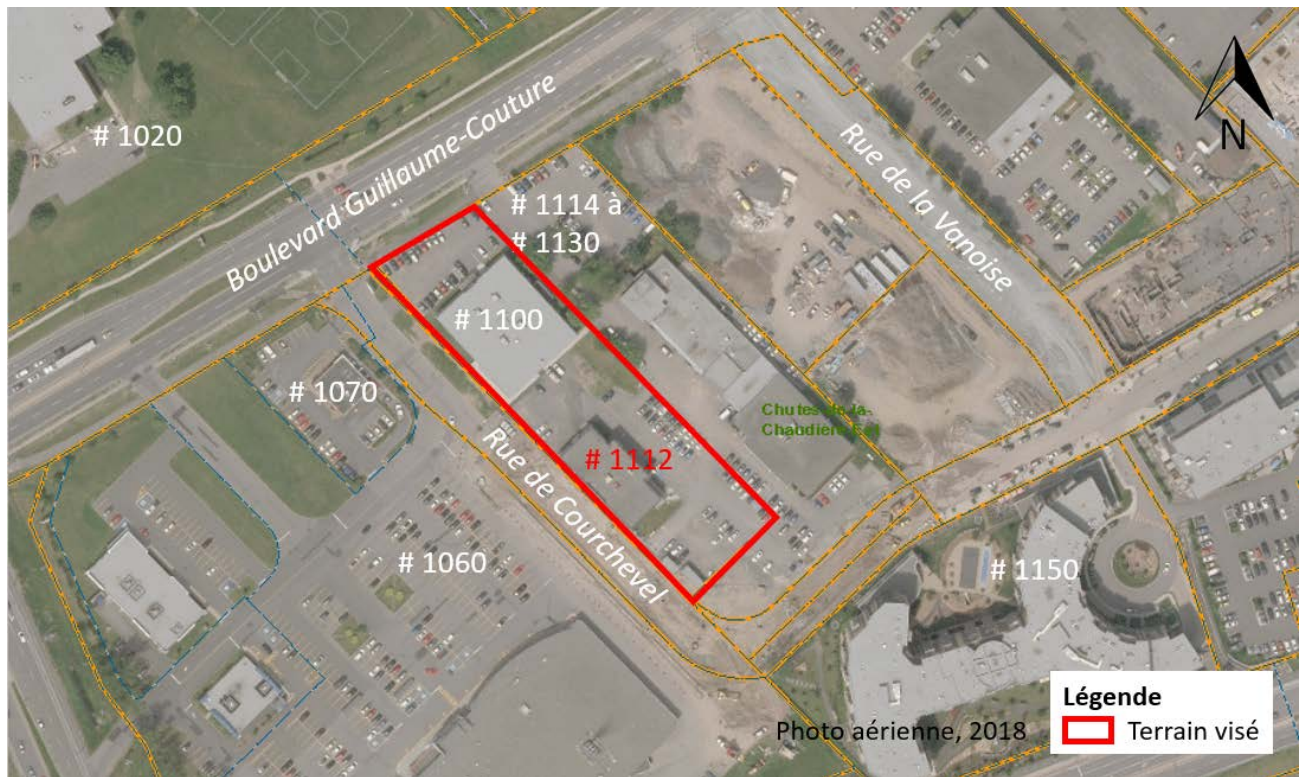 # 1020
Boulevard Guillaume-Couture
# 1114 à
# 1130
Rue de la Vanoise
N
# 1100
# 1070
Chutes-de-la-
Chaudière-Est
# 1112
Rue de Courchevel
# 1060
# 1150
Légende
Terrain visé
Photo aérienne, 2018